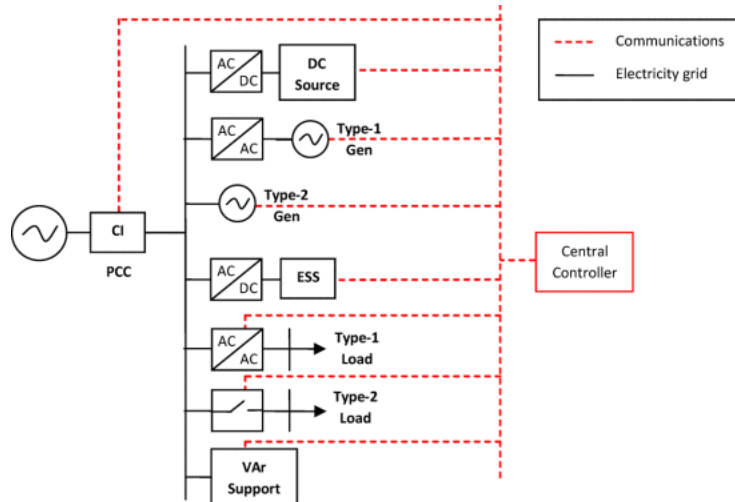 Communications
Electricity grid
AC
DC
DC
Source
AC
AC
Type-1
Gen
Type-2
Gen
CI
PCC
AC
DC
ESS
Central
Controller
AC
AC
Type-1
Load
Type-2
Load
VAr
Support